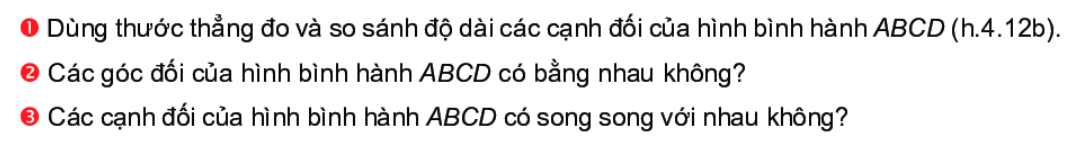 ❶ Dùng thước thẳng đo và so sánh độ dài các cạnh đối của hình bình hành ABCD (h.4.12b).
❷ Các góc đối của hình bình hành ABCD có bằng nhau không?
❸ Các cạnh đối của hình bình hành ABCD có song song với nhau không?